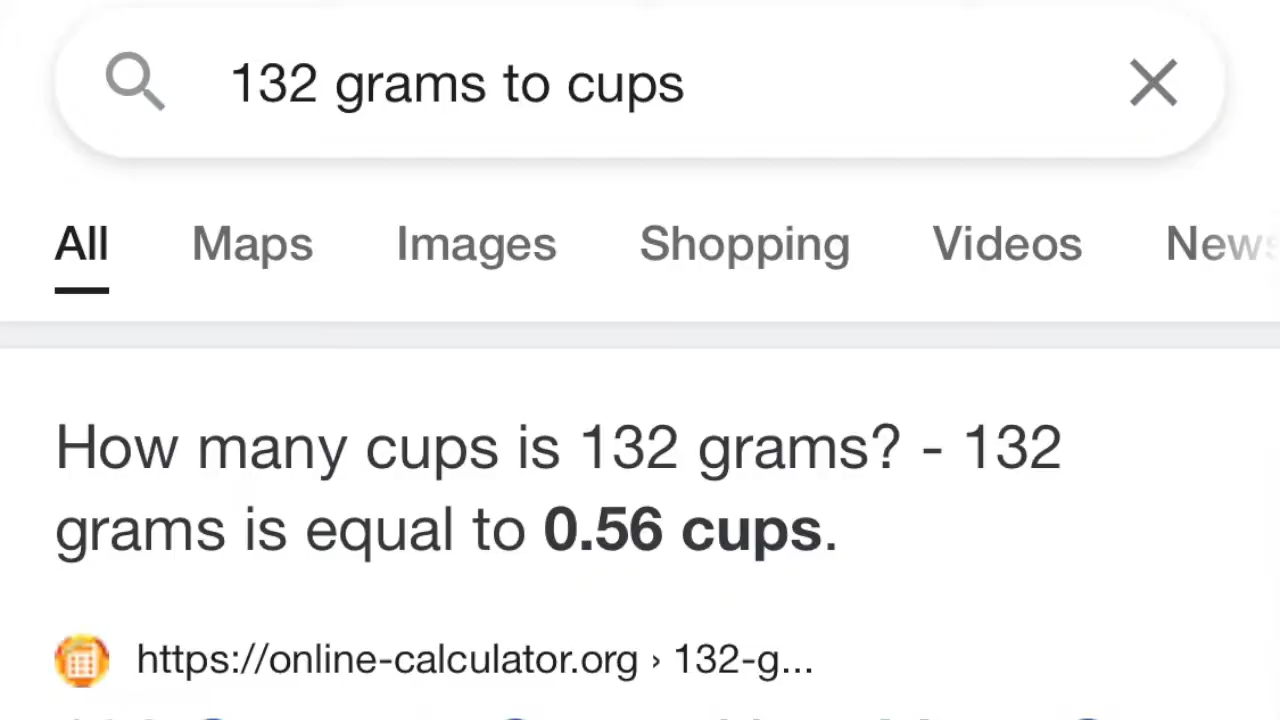 132 grams to cups
All Maps Images Shopping Videos News
How many cups is 132 grams? - 132
grams is equal to 0.56 cups.
https://online-calculator.org › 132-g...